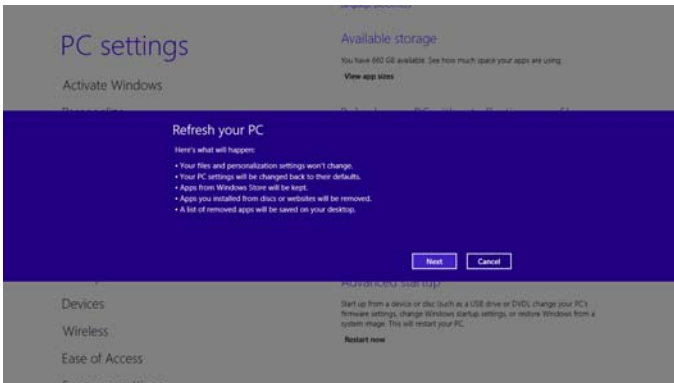 PC settings
Activate Windows
Available storage
You have 660 GB available. See how much space your apps are using.
View app sizes
Refresh your PC
Here's what will happen:
• Your files and personalization settings won't change.
• Your PC settings will be changed back to their defaults.
• Apps from Windows Store will be kept.
• Apps you installed from discs or websites will be removed.
• A list of removed apps will be saved on your desktop.
Next
Cancel
Devices
Wireless
Ease of Access
Advanced startup
Start up from a device or disc (such as a USB drive or DVD), change your PC's
firmware settings, change Windows startup settings, or restore Windows from a
system image. This will restart your PC.
Restart now